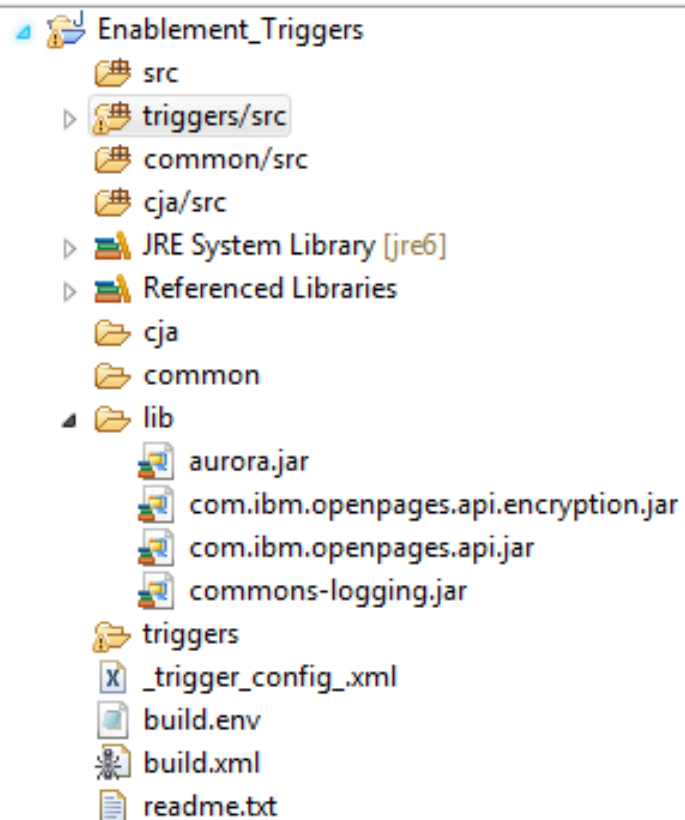 Enablement_Triggers
src
triggers/src
common/src
cja/src
JRE System Library [jre6]
Referenced Libraries
cja
common
lib
aurora.jar
com.ibm.openpages.api.encryption.jar
com.ibm.openpages.api.jar
commons-logging.jar
triggers
_trigger_config_.xml
build.env
build.xml
readme.txt